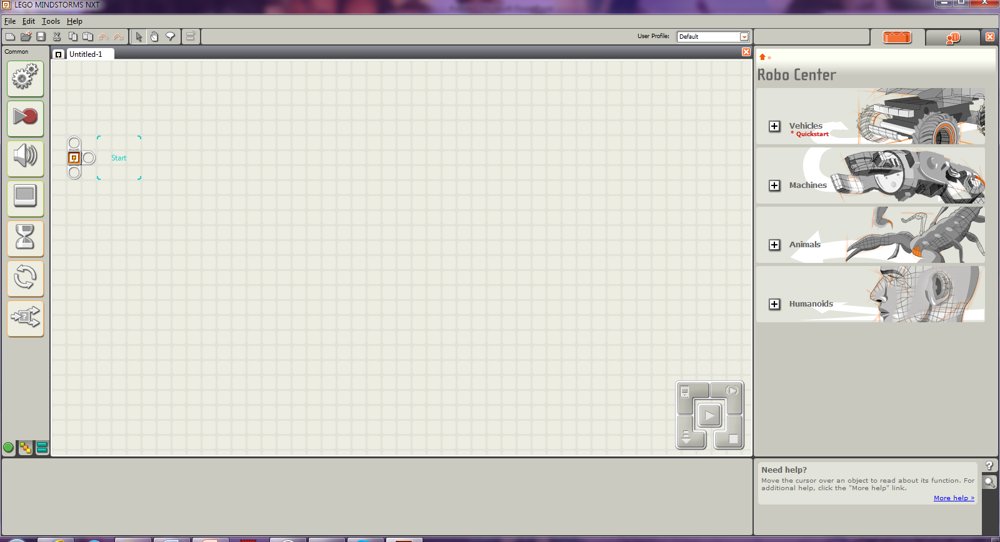 LEGO MINDSTORMS NXT
File Edit Tools Help
User Profile: Default
Common
Untitled-1
Start
Robo Center
Vehicles
* Quickstart
Machines
Animals
Humanoids
Need help?
Move the cursor over an object to read about its function. For
additional help, click the "More help" link.
More help »